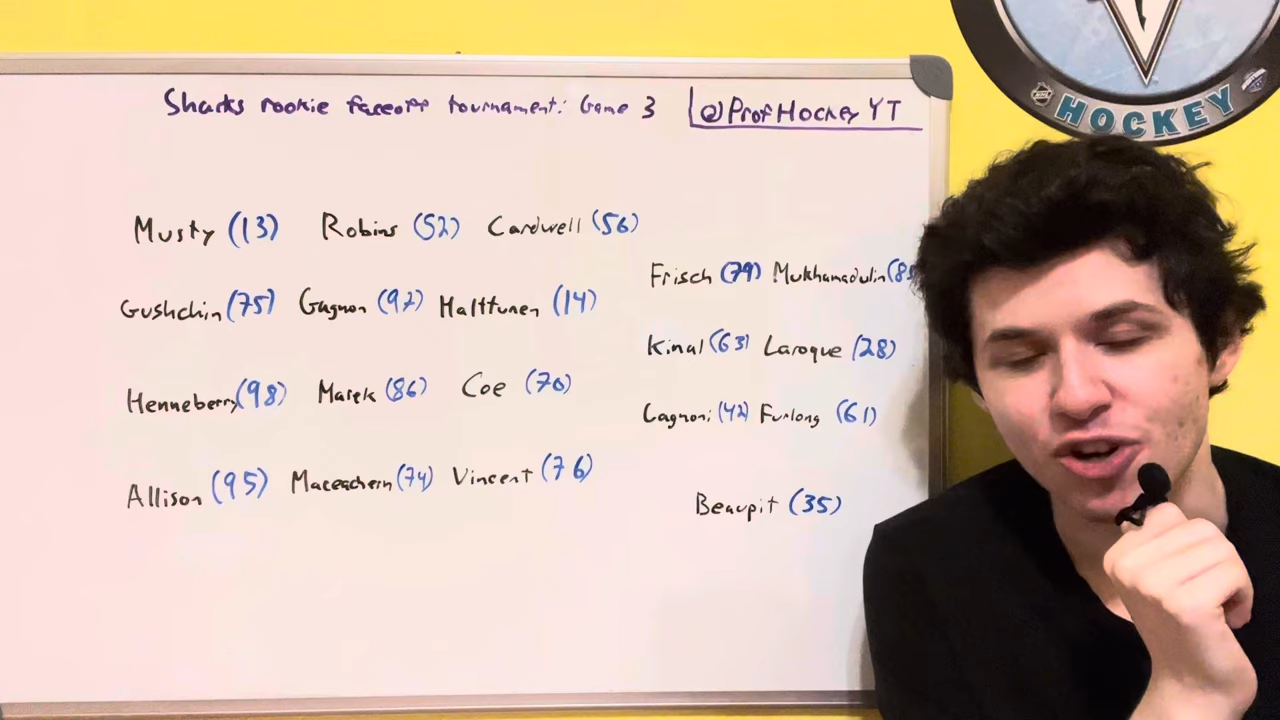 Sharks rookie faceoff tournament: Game 3
@ProfHockeyYT
HOCKEY
Musty (13) Robins (52) Cardwell (56)
Gushchin (75) Gagnon (92) Halttunen (14)
Henneberry (98) Marek (86) Coe (70)
Allison (95) Maceachern (74) Vincent (76)
Frisch (79) Mukhamadulin
Kinal (63) Laroque (28)
Cagnoni (42) Furlong (61)
Beaupit (35)